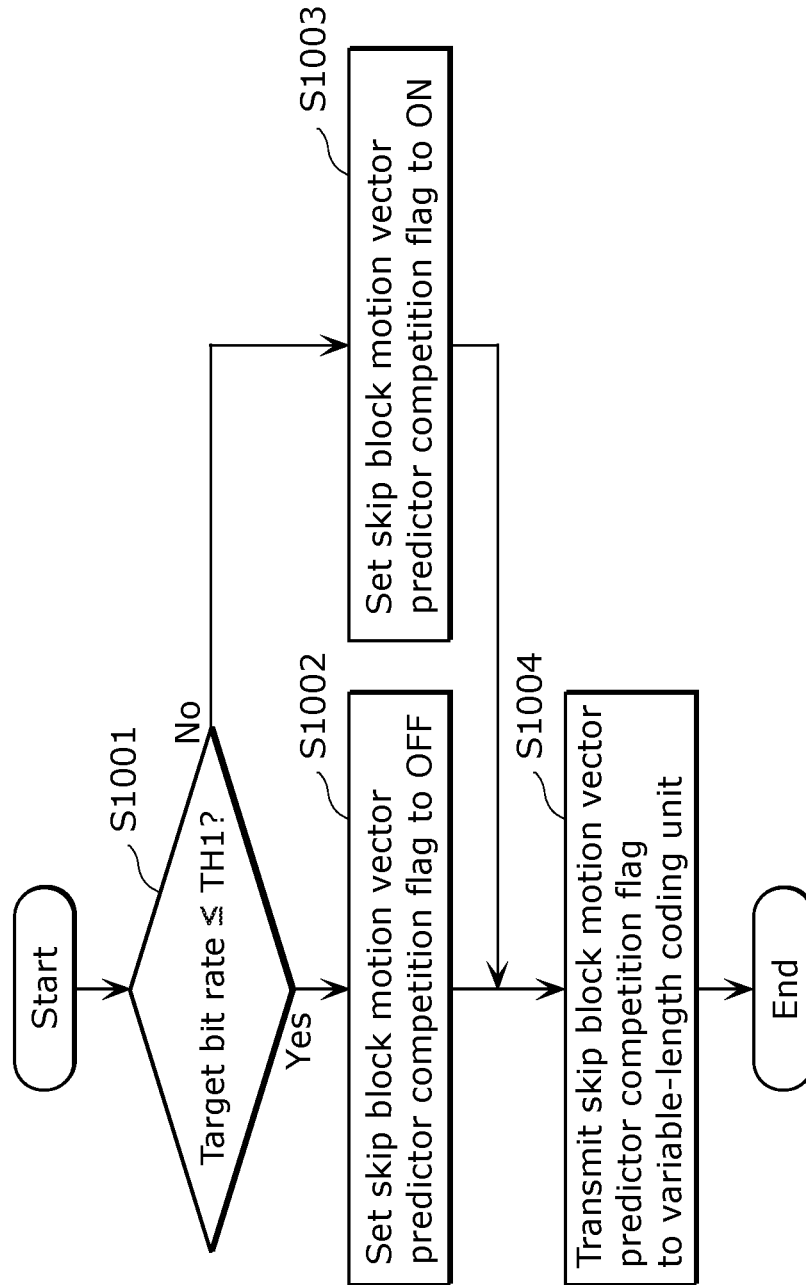 Start
S1001
Target bit rate ≦ TH1?
No
Yes
S1002
Set skip block motion vector
predictor competition flag to OFF
S1003
Set skip block motion vector
predictor competition flag to ON
S1004
Transmit skip block motion vector
predictor competition flag
to variable-length coding unit
End